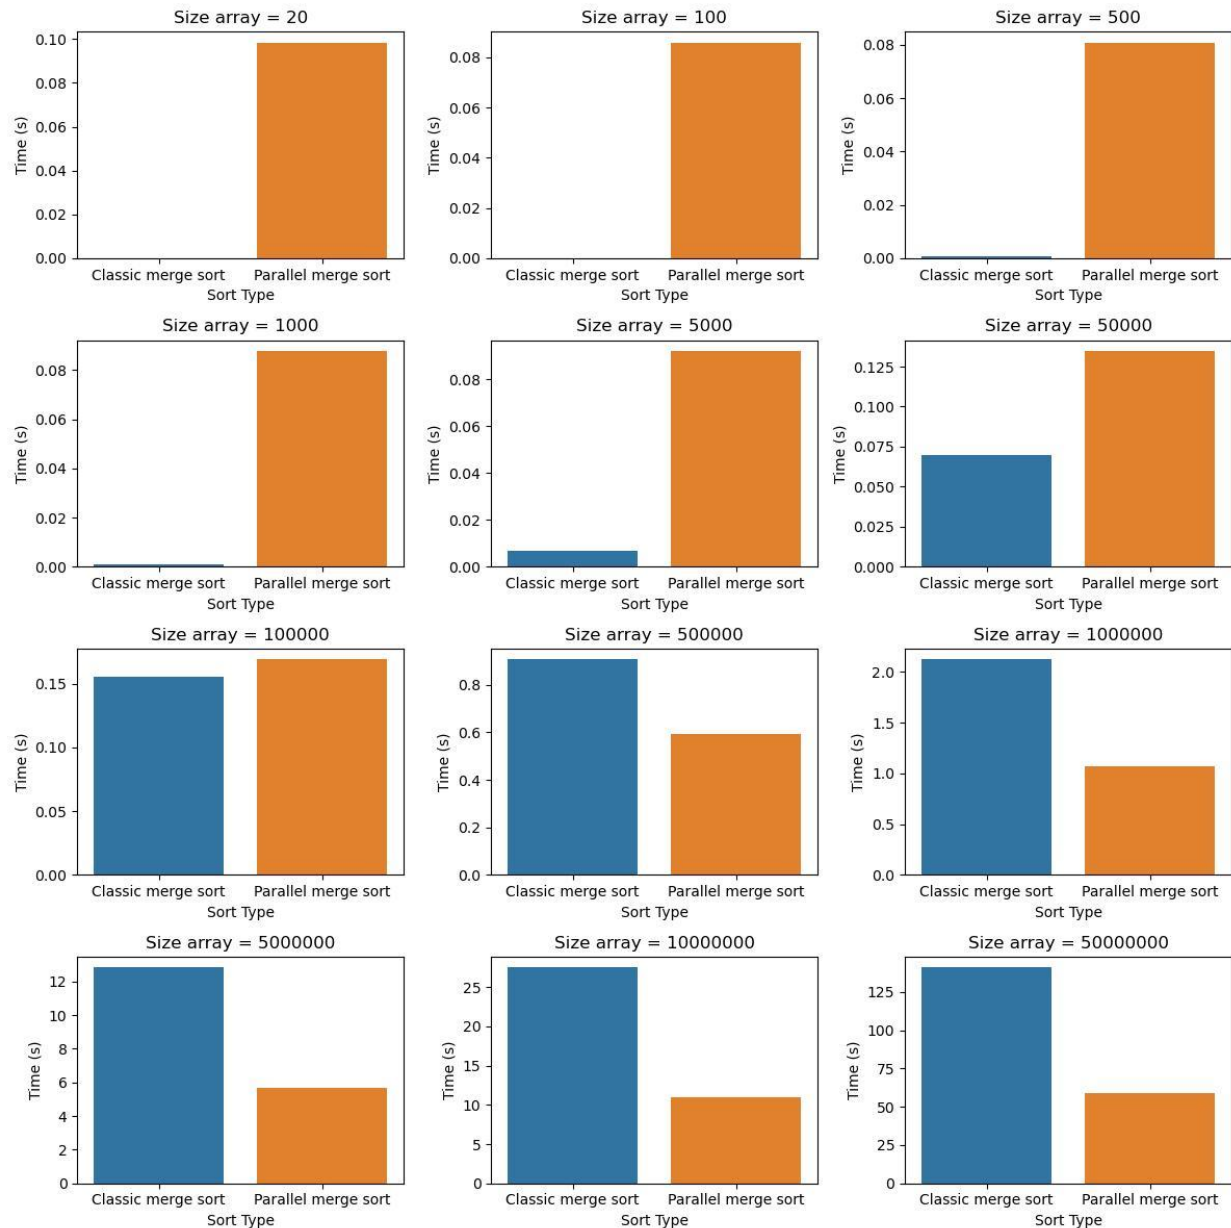 Size array = 20
0.10
0.08
0.06
0.04
0.02
0.00
Time (s)
Classic merge sort Parallel merge sort
Sort Type
Size array = 100
0.08
0.06
0.04
0.02
0.00
Time (s)
Classic merge sort Parallel merge sort
Sort Type
Size array = 500
0.08
0.06
0.04
0.02
0.00
Time (s)
Classic merge sort Parallel merge sort
Sort Type
Size array = 1000
0.08
0.06
0.04
0.02
0.00
Time (s)
Classic merge sort Parallel merge sort
Sort Type
Size array = 5000
0.08
0.06
0.04
0.02
0.00
Time (s)
Classic merge sort Parallel merge sort
Sort Type
Size array = 50000
0.125
0.100
0.075
0.050
0.025
0.000
Time (s)
Classic merge sort Parallel merge sort
Sort Type
Size array = 100000
0.15
0.10
0.05
0.00
Time (s)
Classic merge sort Parallel merge sort
Sort Type
Size array = 500000
0.8
0.6
0.4
0.2
0.0
Time (s)
Classic merge sort Parallel merge sort
Sort Type
Size array = 1000000
2.0
1.5
1.0
0.5
0.0
Time (s)
Classic merge sort Parallel merge sort
Sort Type
Size array = 5000000
12
10
8
6
4
2
0
Time (s)
Classic merge sort Parallel merge sort
Sort Type
Size array = 10000000
25
20
15
10
5
0
Time (s)
Classic merge sort Parallel merge sort
Sort Type
Size array = 50000000
125
100
75
50
25
0
Time (s)
Classic merge sort Parallel merge sort
Sort Type